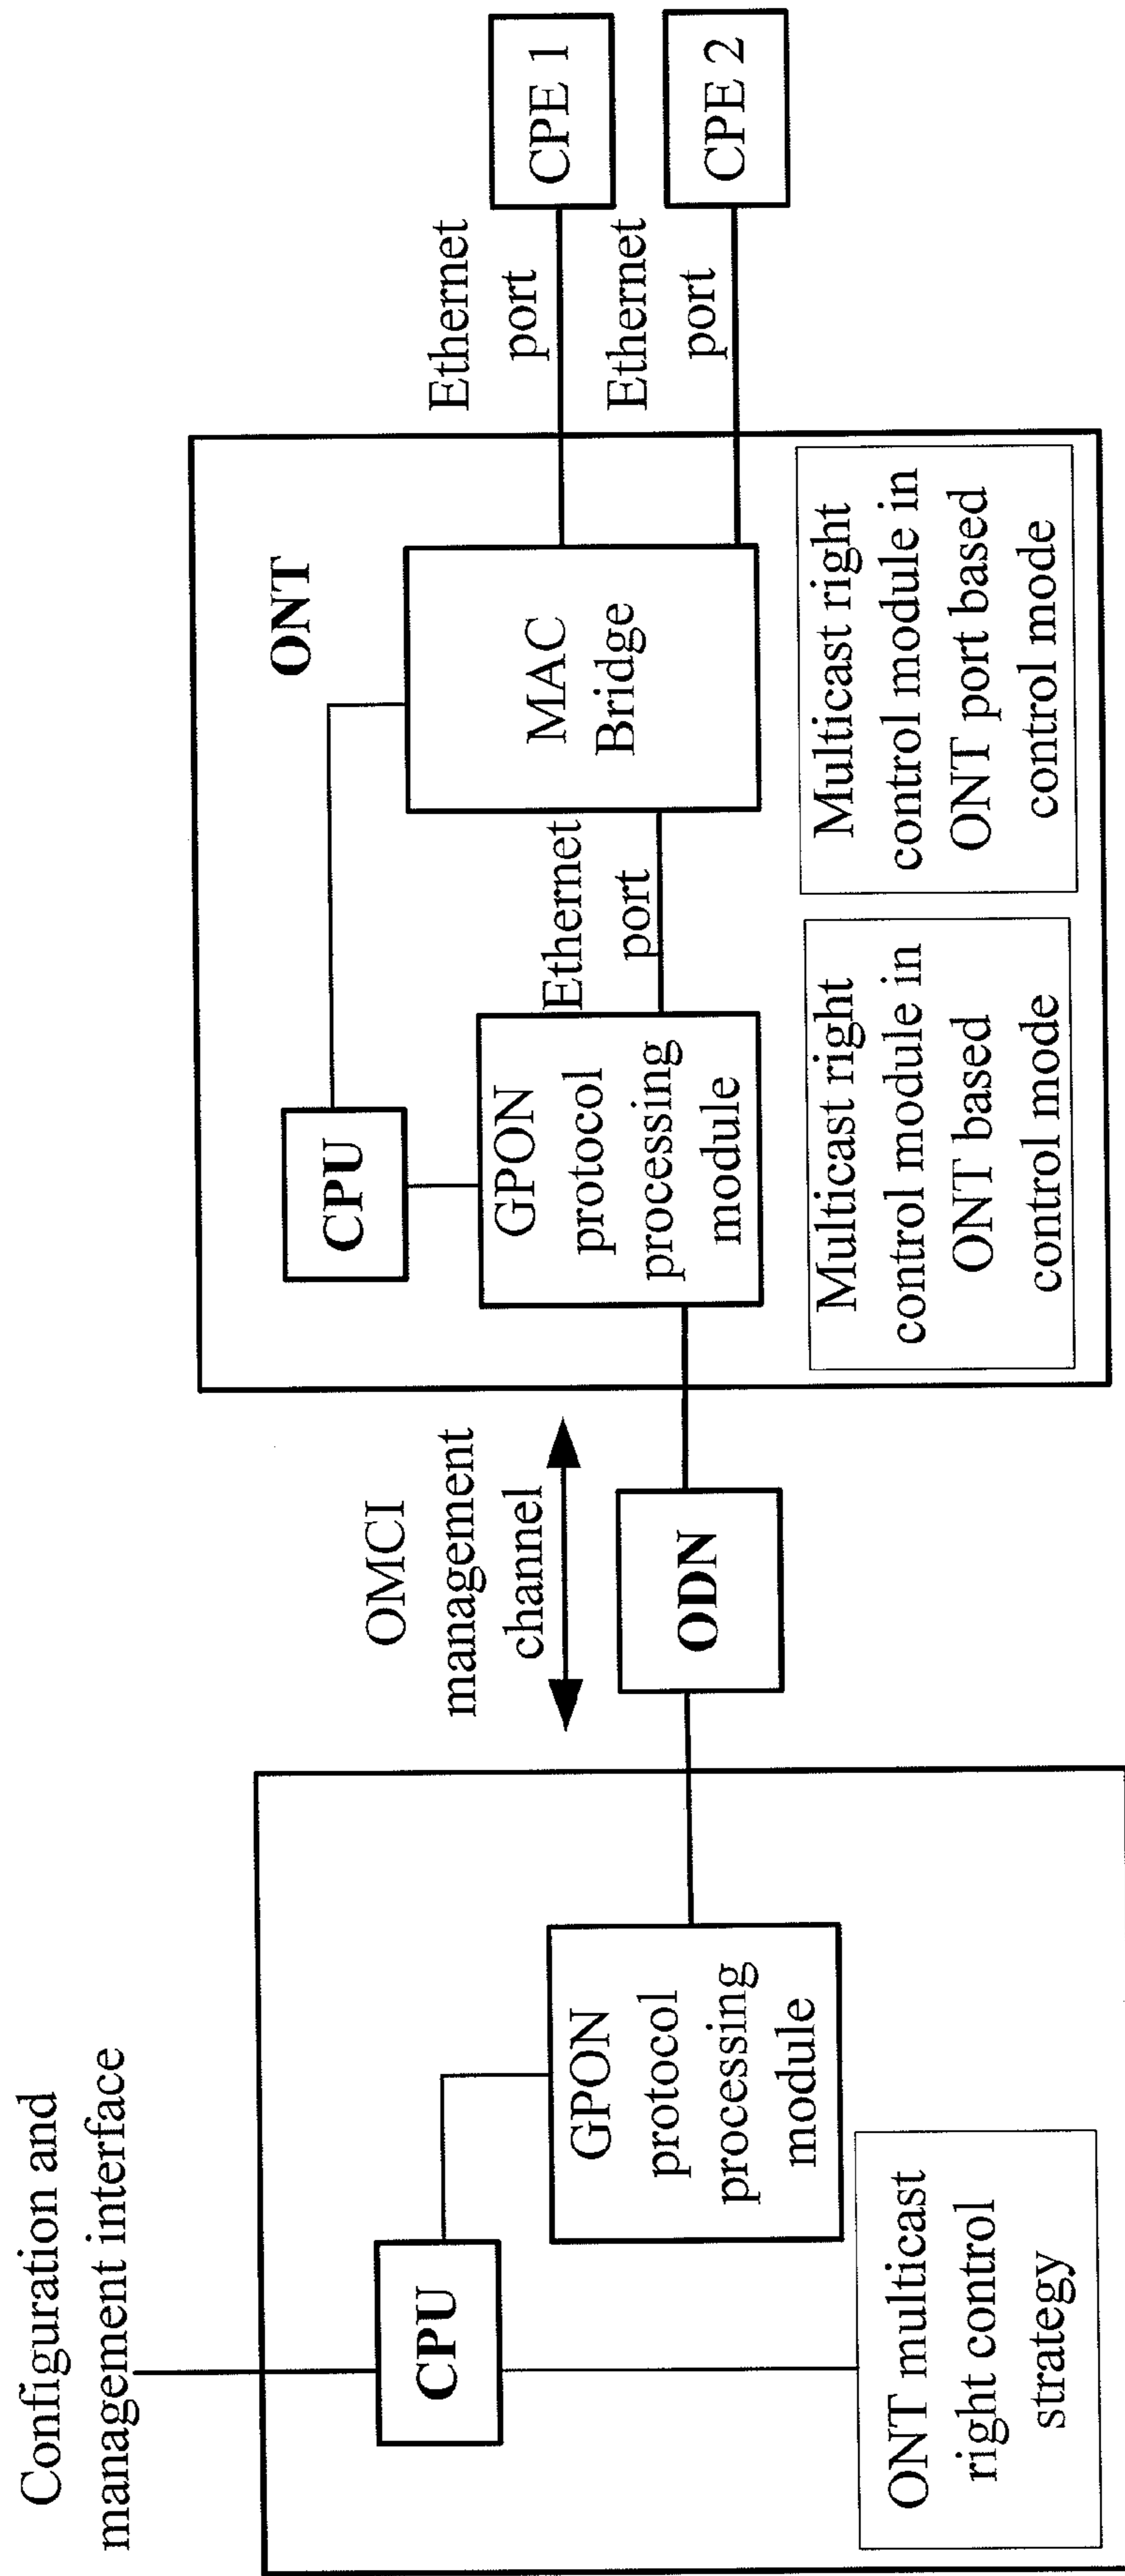 Configuration and
management interface
CPU
GPON
protocol
processing
module
ONT multicast
right control
strategy
OMCI
management
channel
ODN
ONT
CPU
GPON
protocol
processing
module
Ethernet
port
MAC
Bridge
Multicast right
control module in
ONT based
control mode
Multicast right
control module in
ONT port based
control mode
Ethernet
port
Ethernet
port
CPE 1
CPE 2